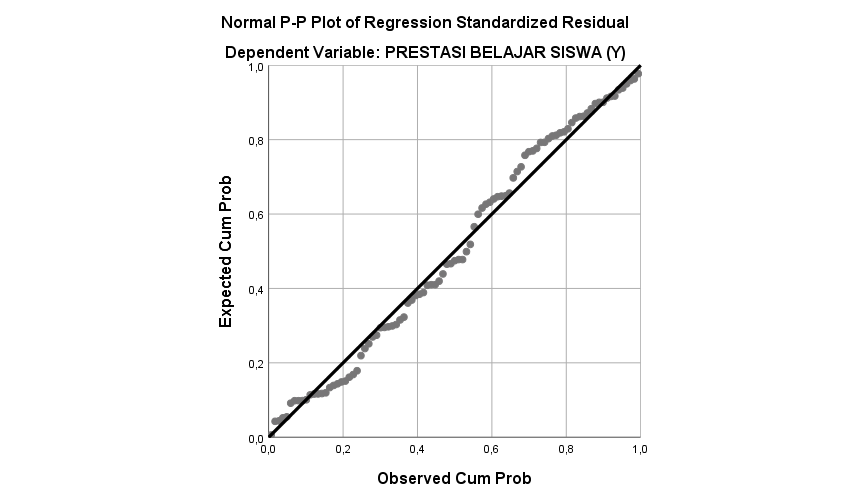 Normal P-P Plot of Regression Standardized Residual
Dependent Variable: PRESTASI BELAJAR SISWA (Y)
Expected Cum Prob
1,0
0,8
0,6
0,4
0,2
0,0
0,0 0,2 0,4 0,6 0,8 1,0
Observed Cum Prob